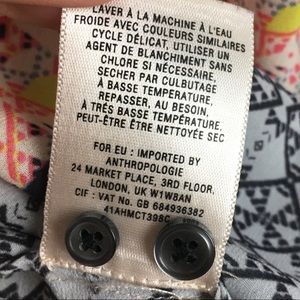 LAVER À LA MACHINE À L'EAU
FROIDE AVEC COULEURS SIMILAIRES
CYCLE DÉLICAT, UTILISER UN
AGENT DE BLANCHIMENT SANS
CHLORE SI NÉCESSAIRE,
SECHER PAR CULBUTAGE
À BASSE TEMPÉRATURE,
REPASSER, AU BESOIN,
À TRÈS BASSE TEMPÉRATURE,
PEUT-ÊTRE ÊTRE NETTOYÉE SEC
FOR EU : IMPORTED BY
ANTHROPOLOGIE
24 MARKET PLACE, 3RD FLOOR,
LONDON, UK W1W8AN
CIF : VAT No. GB 684936382
41AHMCT398C